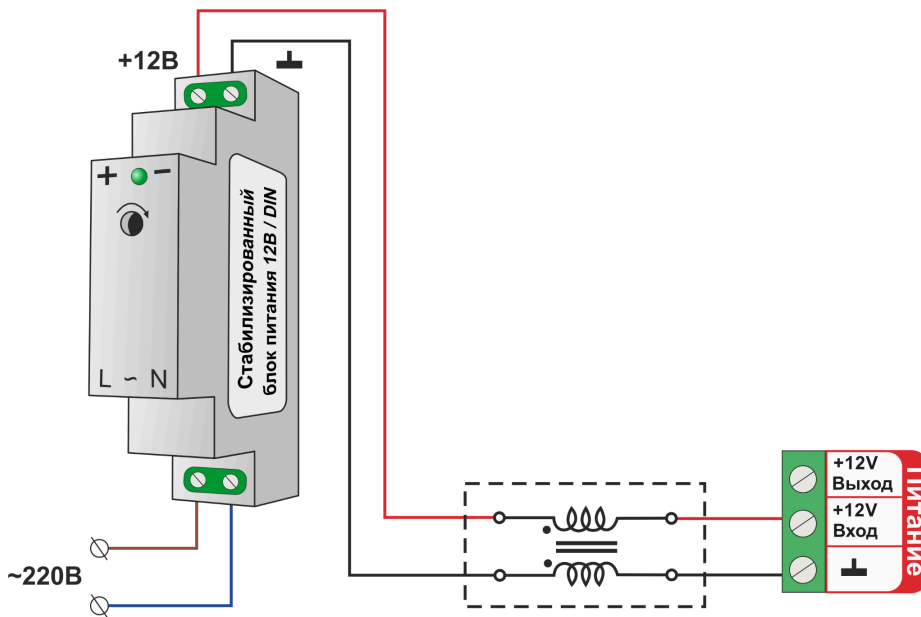 +12В
+ −
L ~ N
Стабилизированный
блок питания 12В / DIN
~220В
+12V
Выход
+12V
Вход
Питание